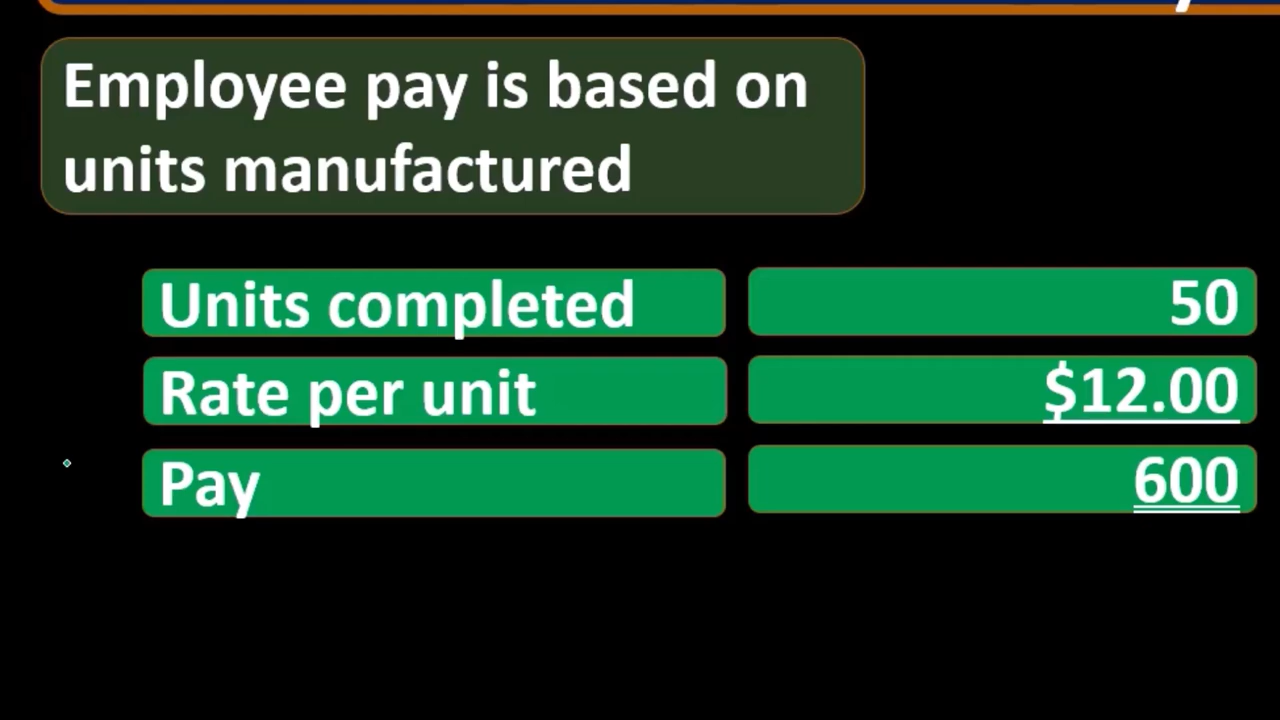 Employee pay is based on
units manufactured
Units completed 50
Rate per unit $12.00
Pay 600